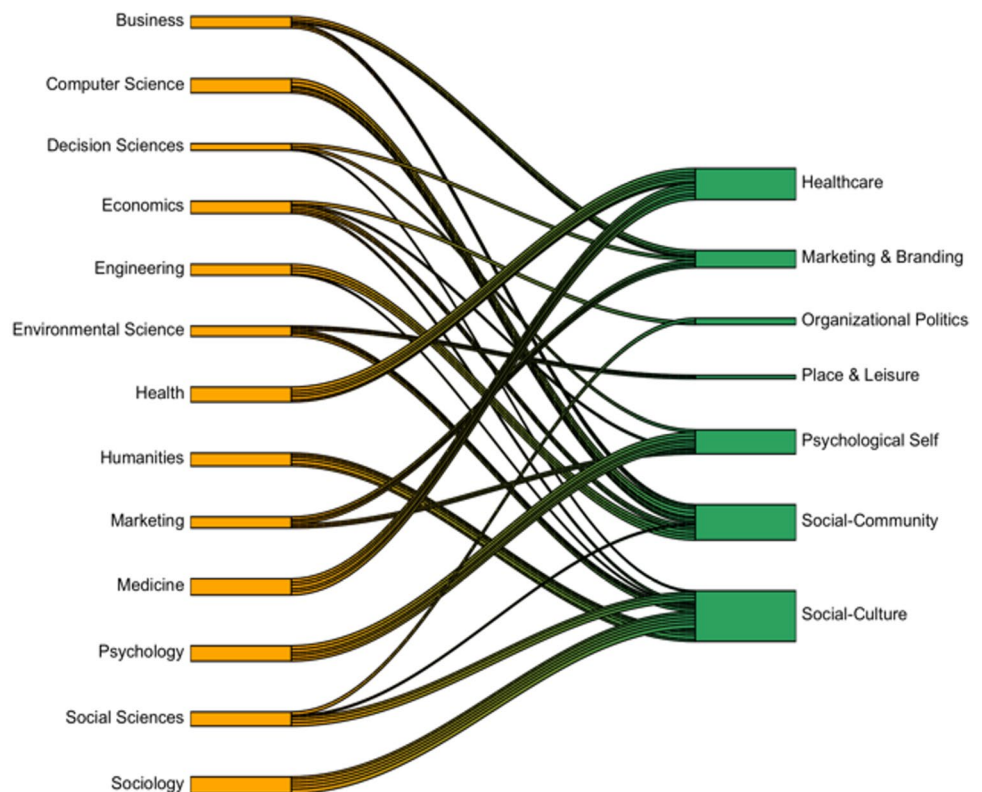 Business
Computer Science
Decision Sciences
Economics
Engineering
Environmental Science
Health
Humanities
Marketing
Medicine
Psychology
Social Sciences
Sociology
Healthcare
Marketing & Branding
Organizational Politics
Place & Leisure
Psychological Self
Social-Community
Social-Culture